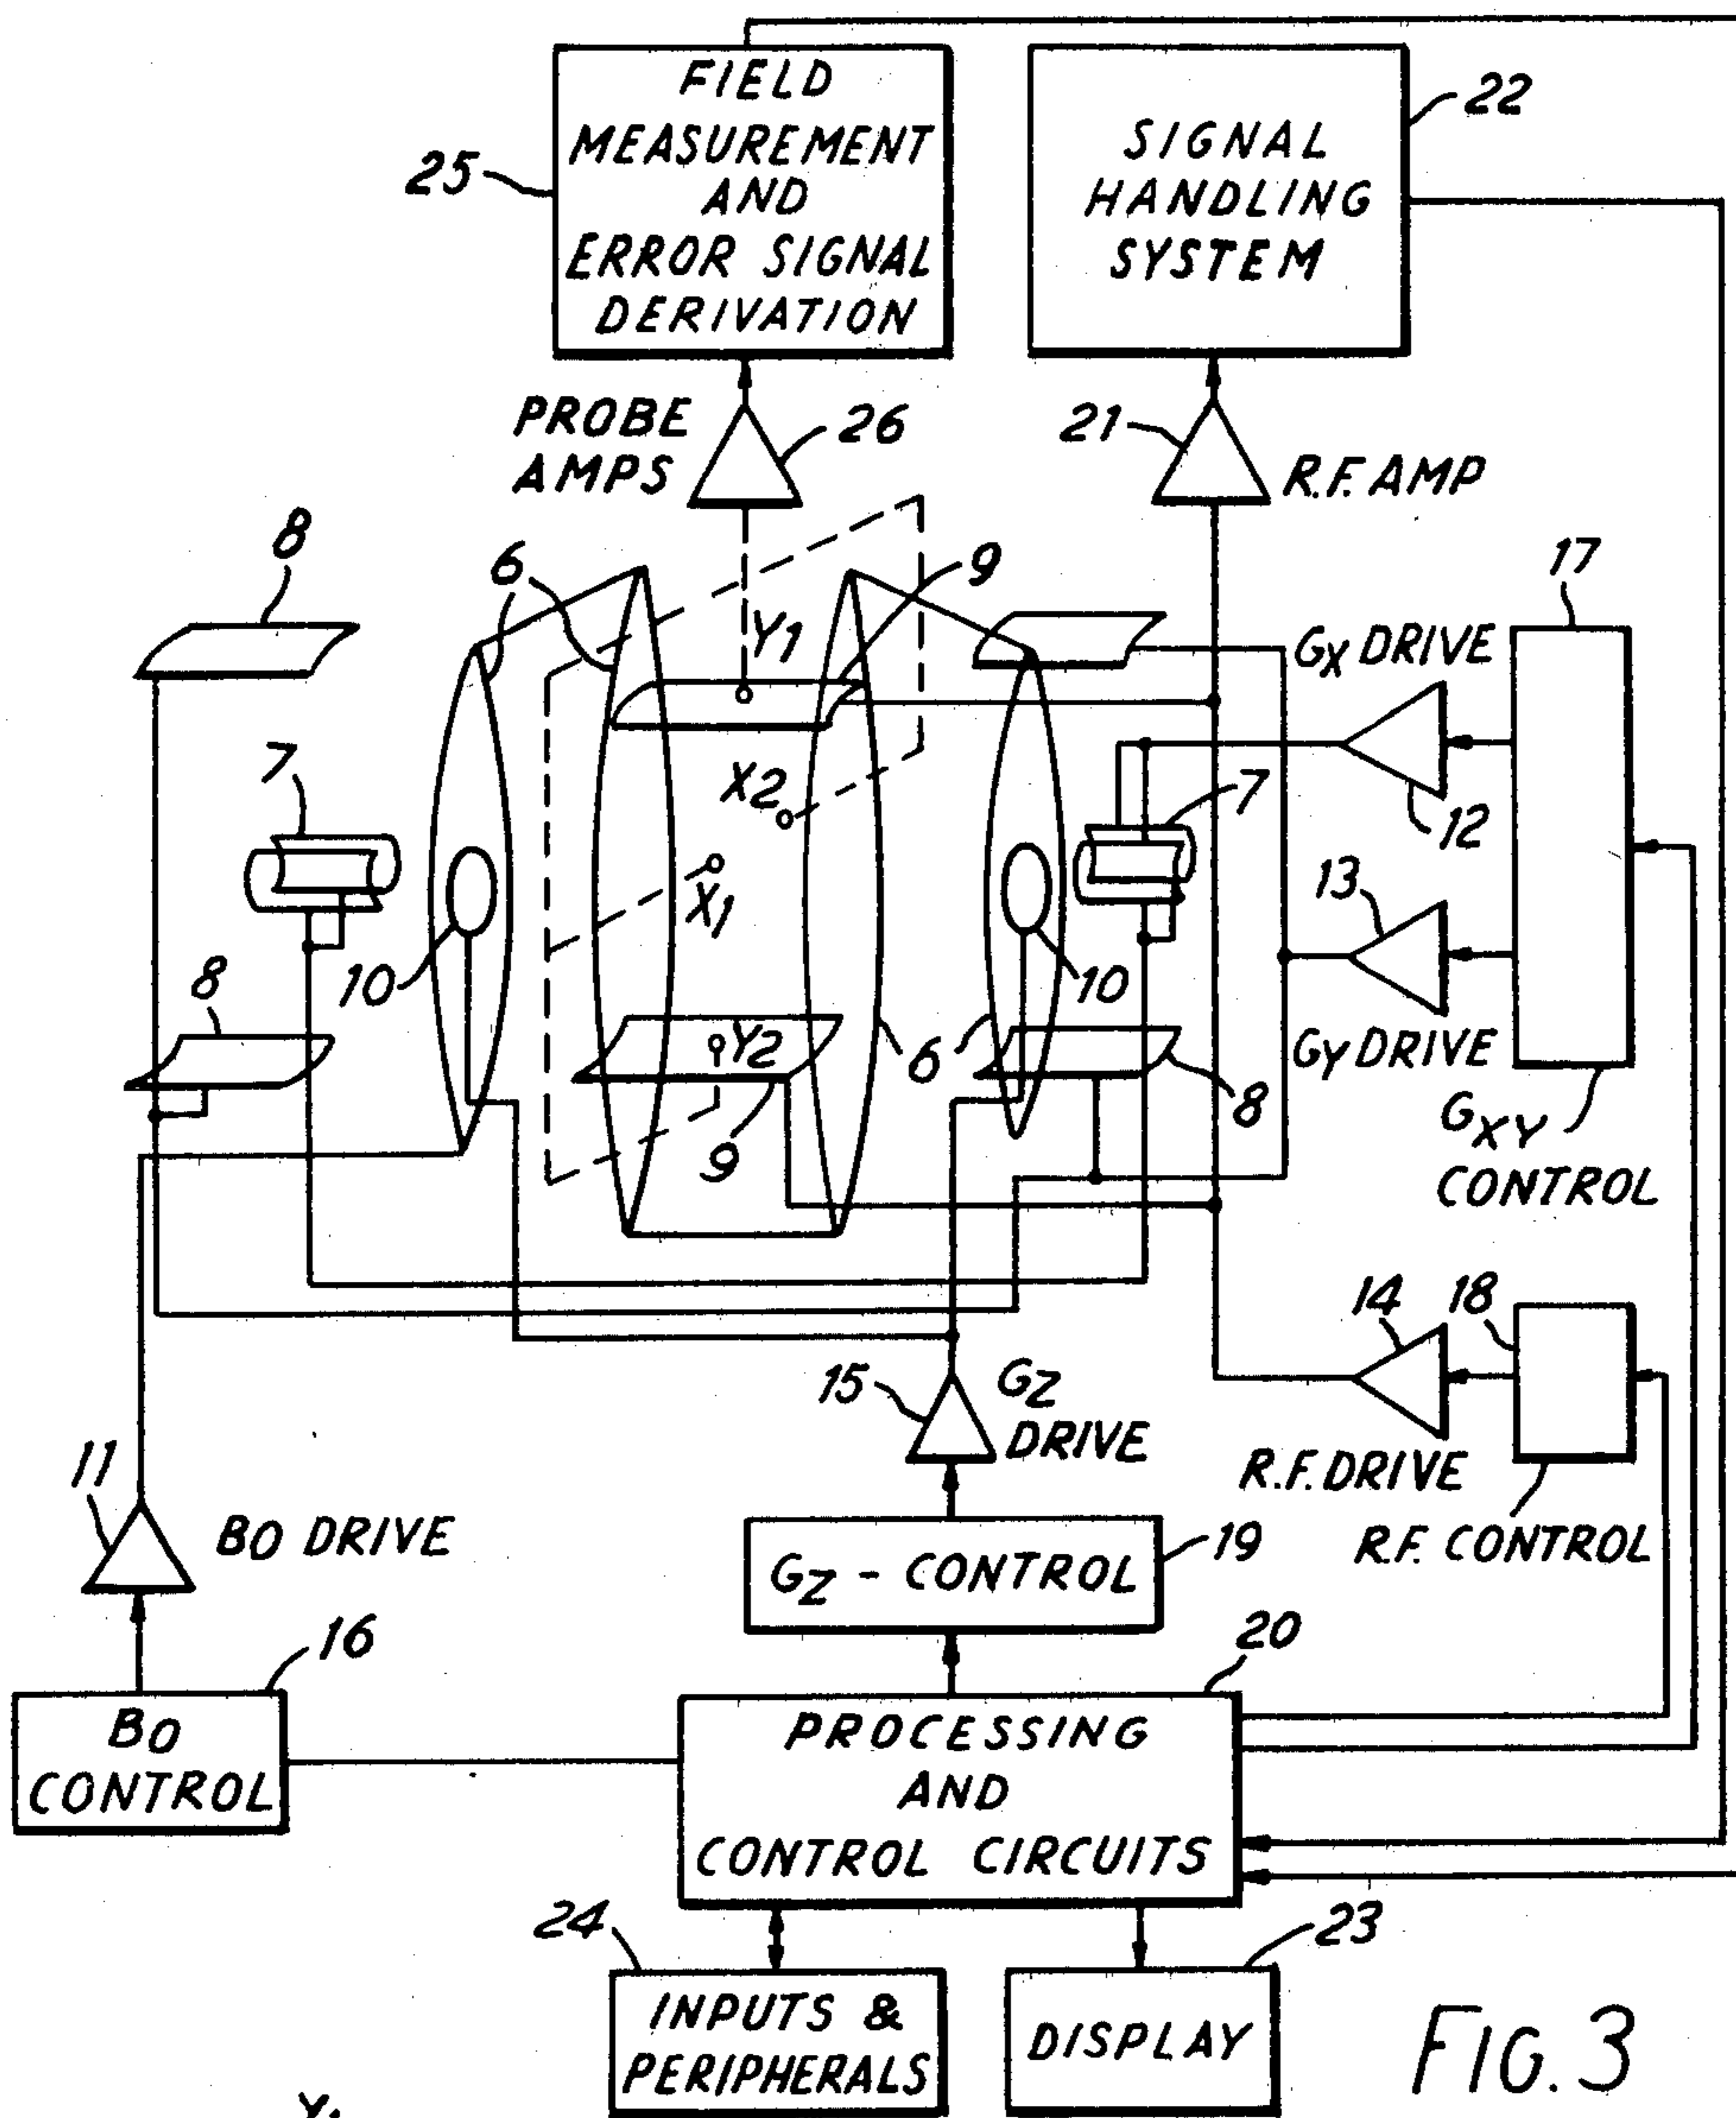 FIELD
MEASUREMENT
AND
ERROR SIGNAL
DERIVATION
25
SIGNAL
HANDLING
SYSTEM
22
PROBE
AMPS
26
21
R.F. AMP
8
6
9
17
Y1
GX DRIVE
7
X2
7
12
X1
13
10
10
8
Y2
6
GY DRIVE
8
9
GXY
CONTROL
14
18
15
GZ
DRIVE
R.F. DRIVE
11
BO DRIVE
R.F. CONTROL
19
GZ - CONTROL
16
20
BO
CONTROL
PROCESSING
AND
CONTROL CIRCUITS
24
23
INPUTS &
PERIPHERALS
DISPLAY
FIG. 3